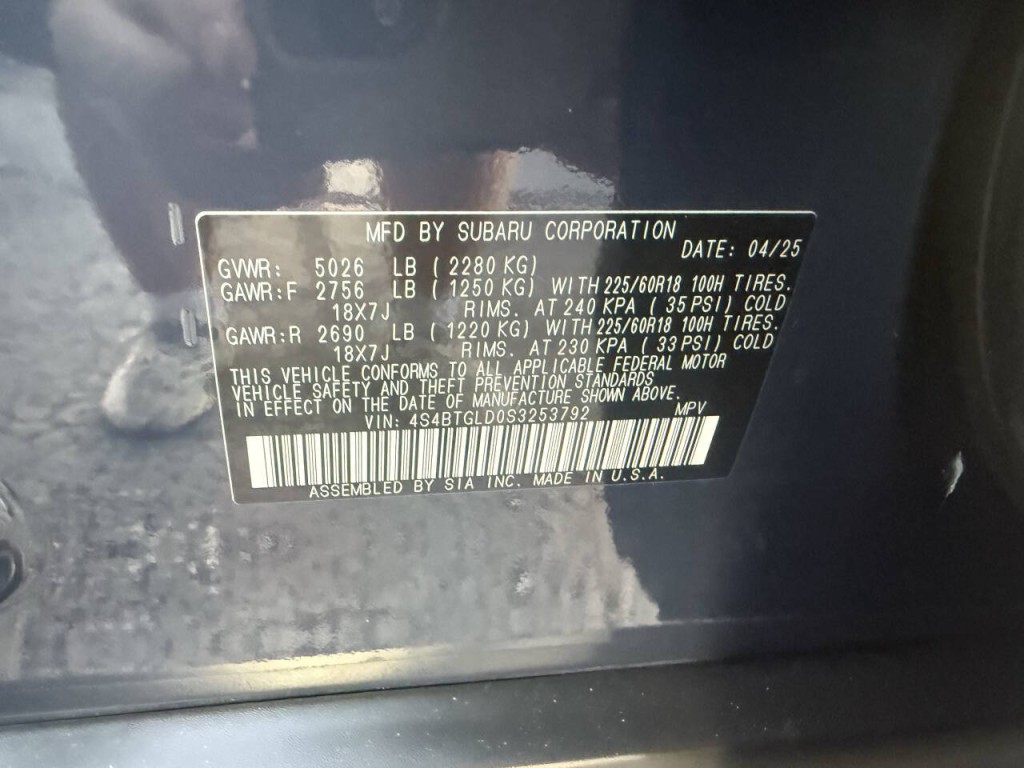 MFD BY SUBARU CORPORATION
DATE: 04/25
GVWR: 5026 LB ( 2280 KG)
GAWR:F 2756 LB ( 1250 KG) WITH 225/60R18 100H TIRES.
18X7J RIMS. AT 240 KPA ( 35 PSI) COLD
GAWR:R 2690 LB ( 1220 KG) WITH 225/60R18 100H TIRES.
18X7J RIMS. AT 230 KPA ( 33 PSI) COLD
THIS VEHICLE CONFORMS TO ALL APPLICABLE FEDERAL MOTOR
VEHICLE SAFETY AND THEFT PREVENTION STANDARDS
IN EFFECT ON THE DATE OF MANUFACTURE SHOWN ABOVE.
VIN: 4S4BTGLD0S3253792 MPV
ASSEMBLED BY SIA INC. MADE IN U.S.A.